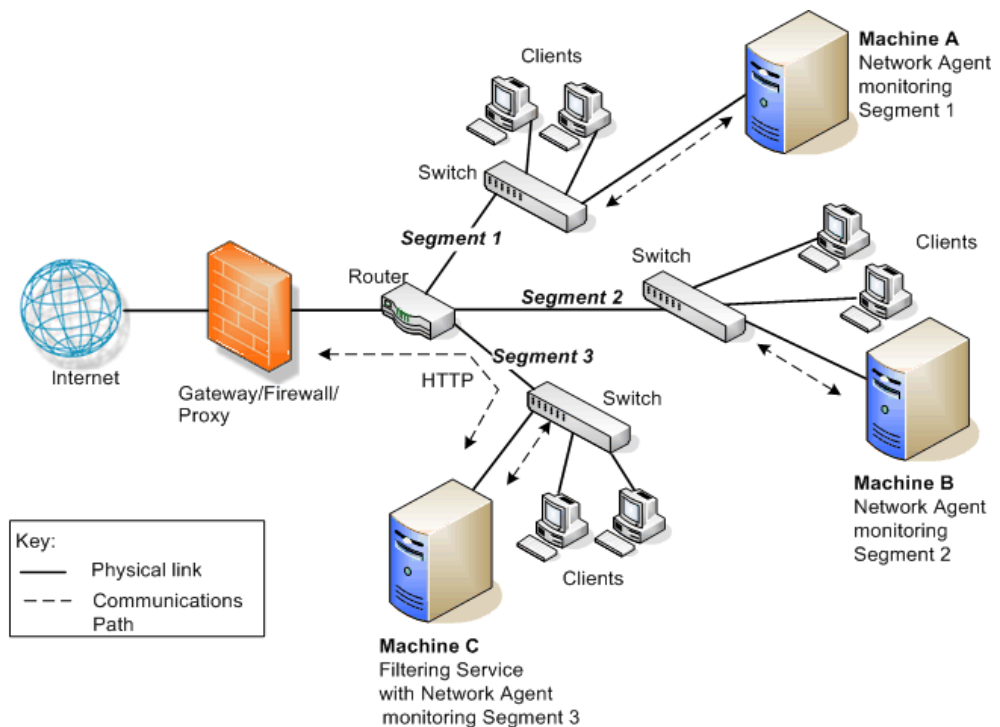 Clients
Machine A
Network Agent
monitoring
Segment 1
Switch
Segment 1
Clients
Switch
Router
Segment 2
Segment 3
Internet
HTTP
Gateway/Firewall/
Proxy
Switch
Machine B
Network Agent
monitoring
Segment 2
Clients
Key:
Physical link
Communications
Path
Machine C
Filtering Service
with Network Agent
monitoring Segment 3